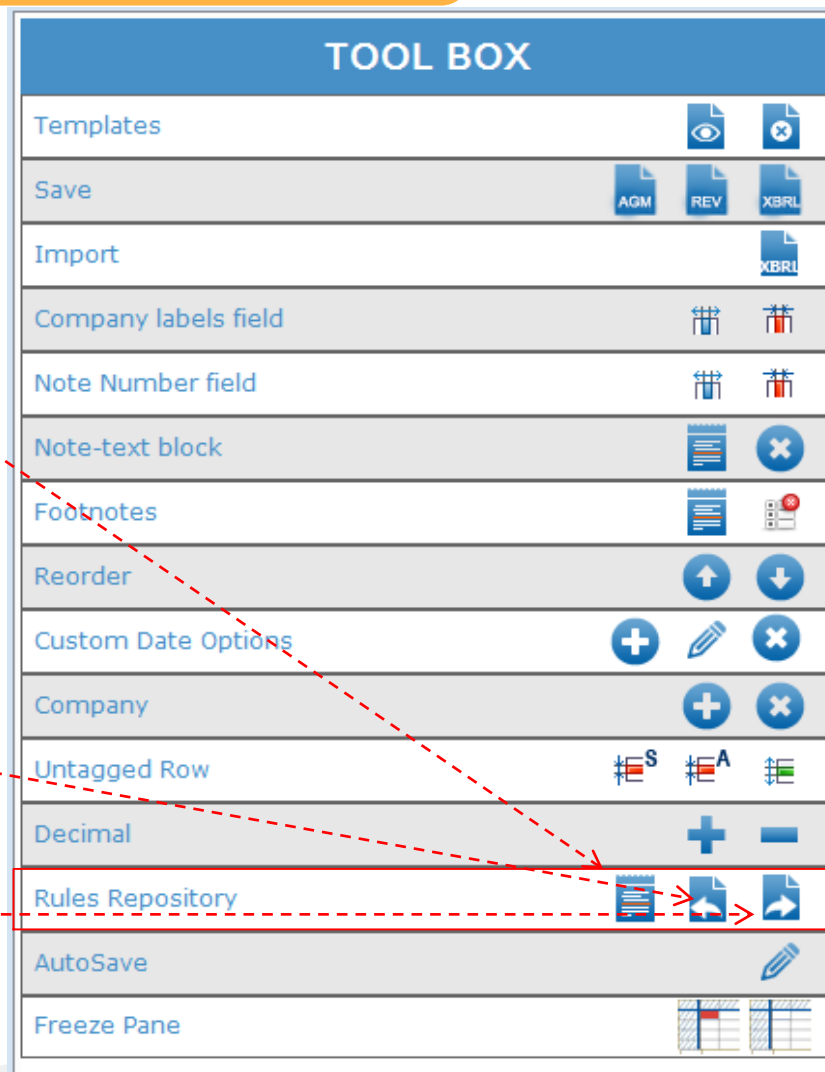 TOOL BOX
Templates
Save AGM REV XBRL
Import XBRL
Company labels field
Note Number field
Note-text block
Footnotes
Reorder
Custom Date Options
Company
Untagged Row S A
Decimal
Rules Repository
AutoSave
Freeze Pane